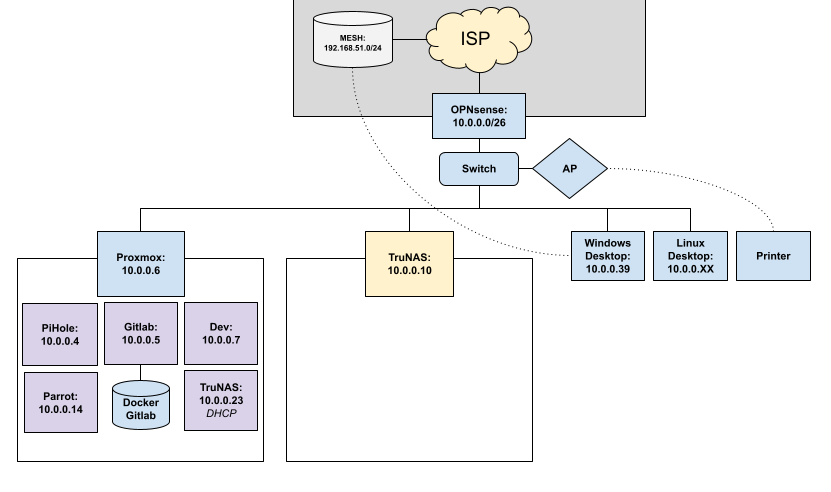 MESH:
192.168.51.0/24
ISP
OPNsense:
10.0.0.0/26
Switch
AP
Proxmox:
10.0.0.6
TruNAS:
10.0.0.10
Windows
Desktop:
10.0.0.39
Linux
Desktop:
10.0.0.XX
Printer
PiHole:
10.0.0.4
Gitlab:
10.0.0.5
Dev:
10.0.0.7
Parrot:
10.0.0.14
Docker
Gitlab
TruNAS:
10.0.0.23
DHCP